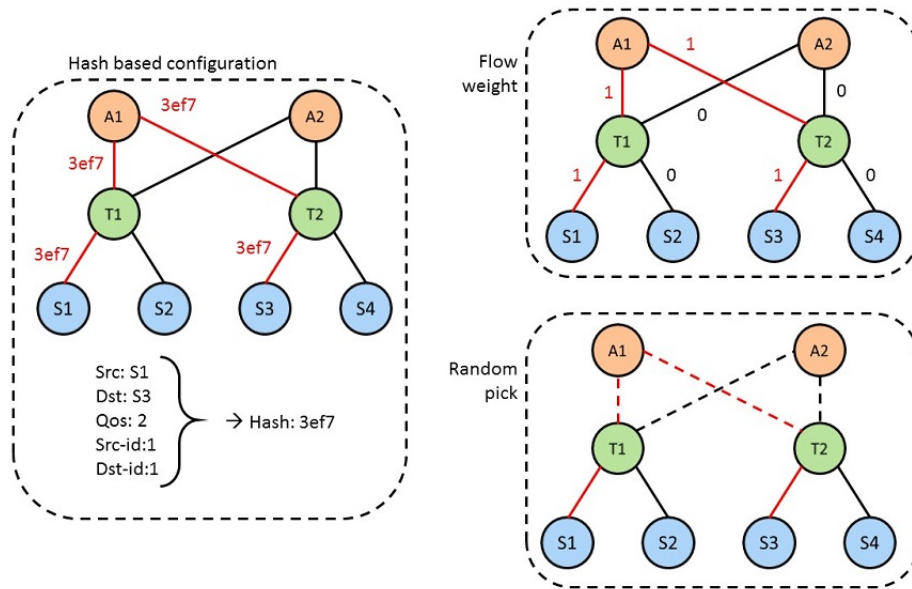 Hash based configuration
A1
A2
3ef7
3ef7
T1
T2
3ef7
3ef7
S1
S2
S3
S4
Src: S1
Dst: S3
Qos: 2
Src-id:1
Dst-id:1
→ Hash: 3ef7
Flow
weight
A1
1
A2
1
0
0
T1
T2
1
0
1
0
S1
S2
S3
S4
Random
pick
A1
A2
T1
T2
S1
S2
S3
S4